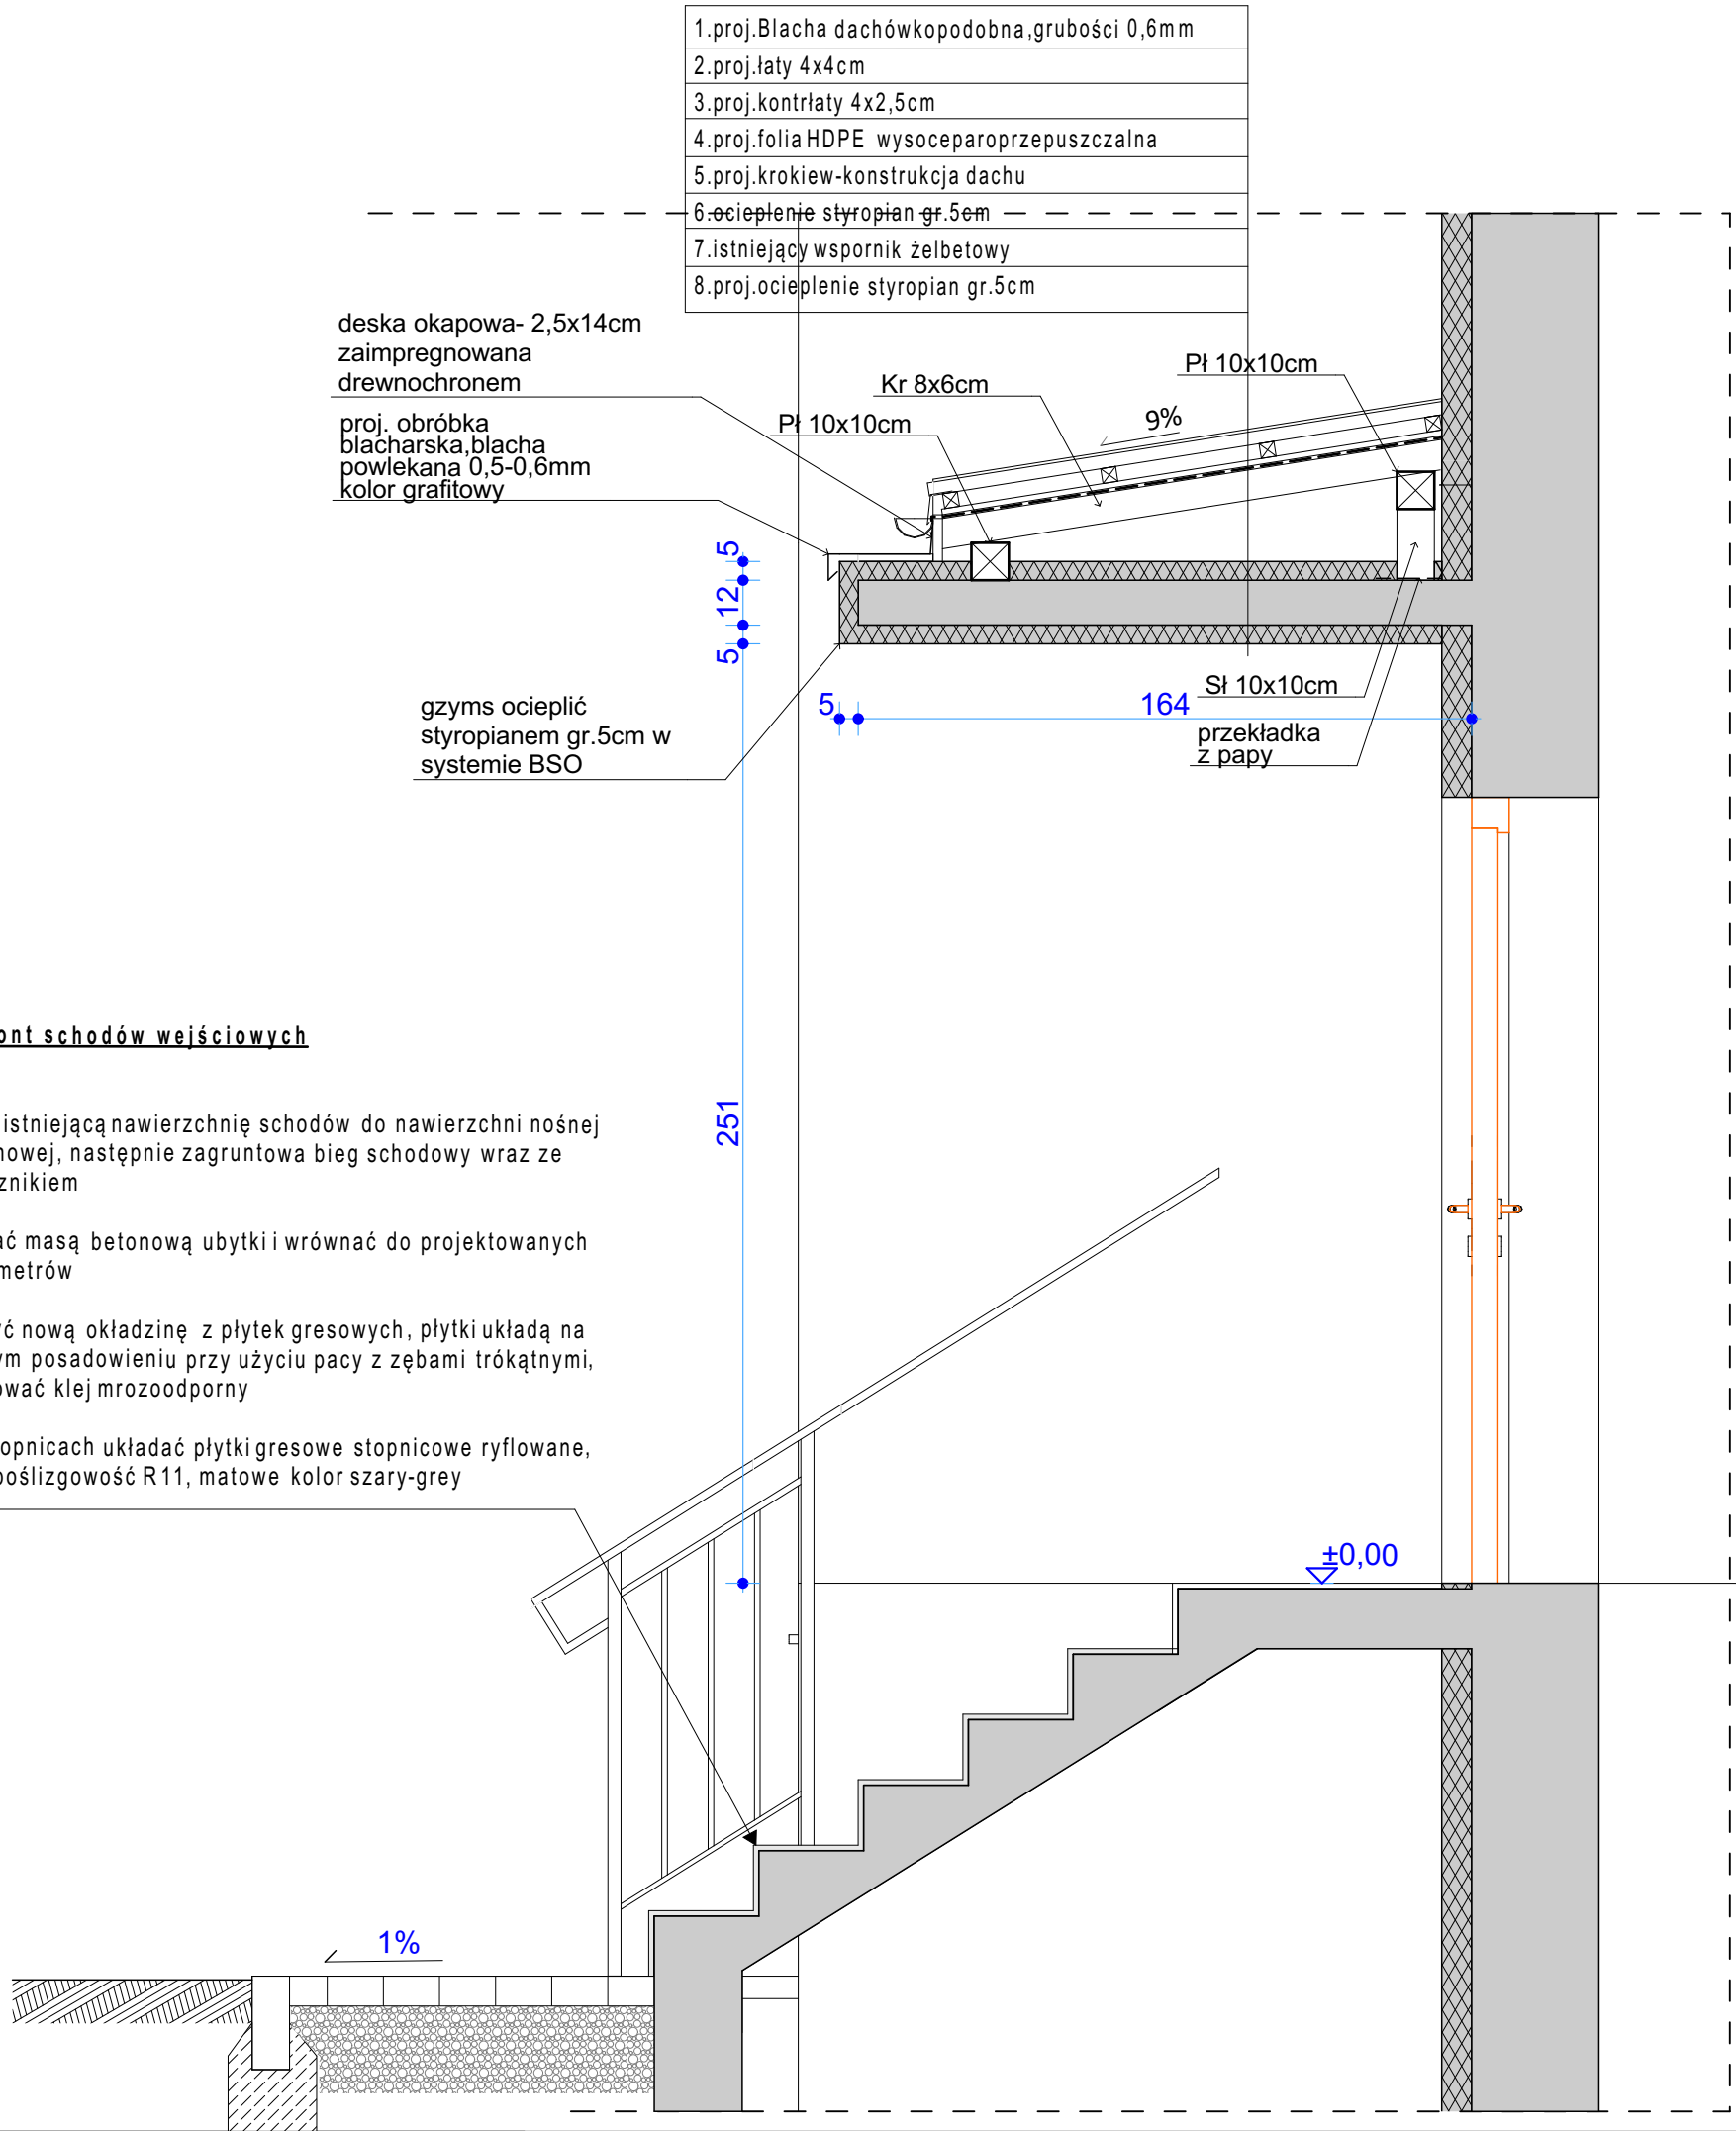 1.proj.Blacha dachówkopodobna,grubości 0,6mm
2.proj.łaty 4x4cm
3.proj.kontrłaty 4x2,5cm
4.proj.folia HDPE wysoceparoprzepuszczalna
5.proj.krokiew-konstrukcja dachu
6.ocieplenie styropian gr.5cm
7.istniejący wspornik żelbetowy
8.proj.ocieplenie styropian gr.5cm
deska okapowa- 2,5x14cm
zaimpregnowana
drewnochronem
proj. obróbka
blacharska,blacha
powlekana 0,5-0,6mm
kolor grafitowy
Pł 10x10cm
Kr 8x6cm
Pł 10x10cm
9%
5
12
5
5
164
Sł 10x10cm
przekładka
z papy
gzyms ocieplić
styropianem gr.5cm w
systemie BSO
251
ont schodów wejściowych
istniejącą nawierzchnię schodów do nawierzchni nośnej
nowej, następnie zagruntowa bieg schodowy wraz ze
znikiem
ać masą betonową ubytki i wrównać do projektowanych
metrów
yć nową okładzinę z płytek gresowych, płytki układą na
ym posadowieniu przy użyciu pacy z zębami trókątnymi,
ować klej mrozoodporny
opnicach układać płytki gresowe stopnicowe ryflowane,
poślizgowość R11, matowe kolor szary-grey
±0,00
1%